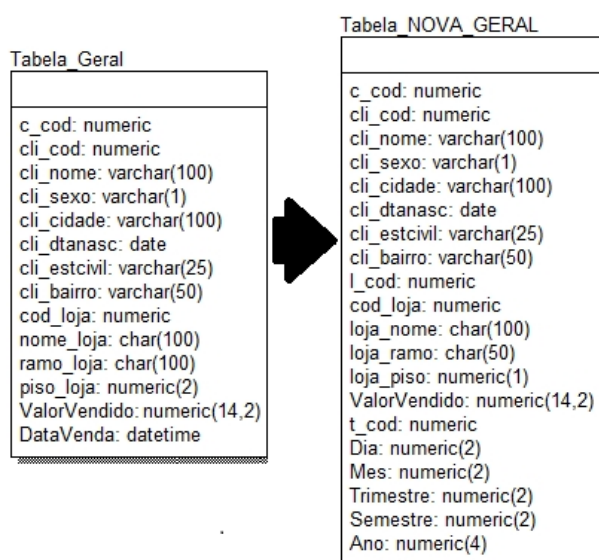 Tabela_Geral
c_cod: numeric
cli_cod: numeric
cli_nome: varchar(100)
cli_sexo: varchar(1)
cli_cidade: varchar(100)
cli_dtanasc: date
cli_estcivil: varchar(25)
cli_bairro: varchar(50)
cod_loja: numeric
nome_loja: char(100)
ramo_loja: char(100)
piso_loja: numeric(2)
ValorVendido: numeric(14,2)
DataVenda: datetime
Tabela_NOVA_GERAL
c_cod: numeric
cli_cod: numeric
cli_nome: varchar(100)
cli_sexo: varchar(1)
cli_cidade: varchar(100)
cli_dtanasc: date
cli_estcivil: varchar(25)
cli_bairro: varchar(50)
l_cod: numeric
cod_loja: numeric
loja_nome: char(100)
loja_ramo: char(50)
loja_piso: numeric(1)
ValorVendido: numeric(14,2)
t_cod: numeric
Dia: numeric(2)
Mes: numeric(2)
Trimestre: numeric(2)
Semestre: numeric(2)
Ano: numeric(4)